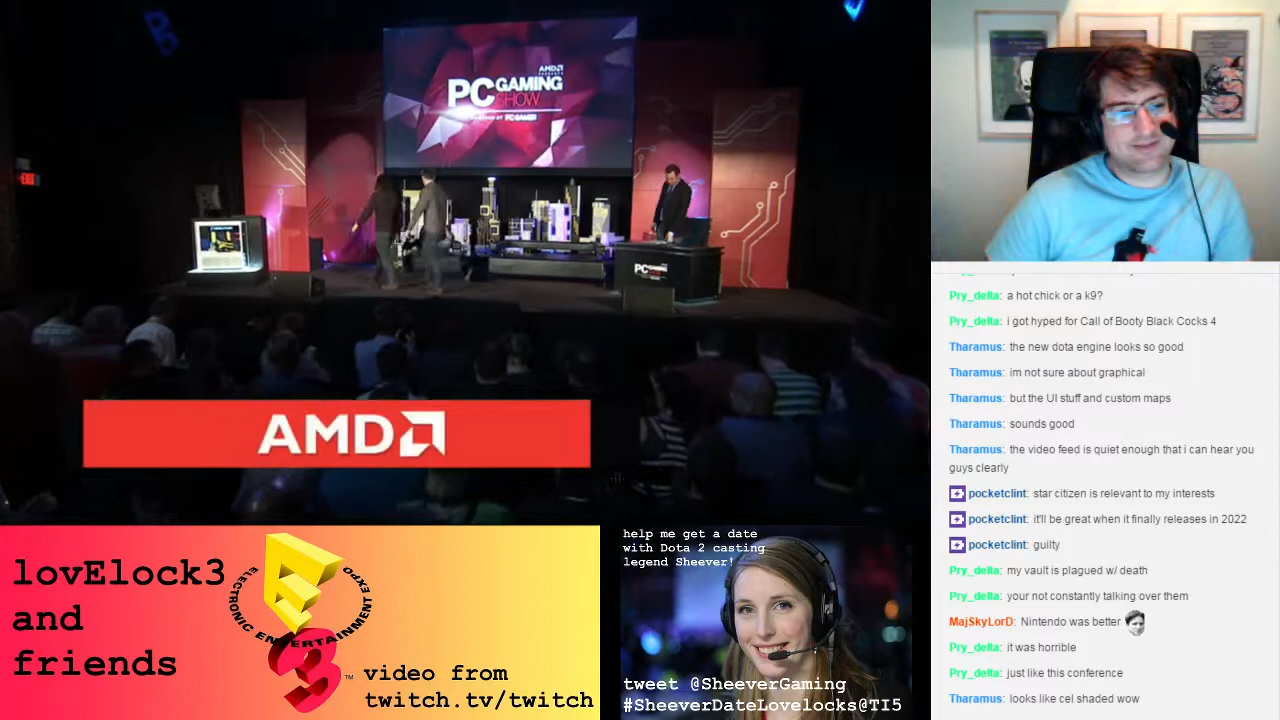 AMD
PRESENTS
PC GAMING
SHOW
PC GAMER
EXIT
PC GAMING
SHOW
AMD
lovElock3
and
friends
E3
ELECTRONIC ENTERTAINMENT EXPO
™
video from
twitch.tv/twitch
help me get a date
with Dota 2 casting
legend Sheever!
tweet @SheeverGaming
#SheeverDateLovelocks@TI5
Pry_delta: a hot chick or a k9?
Pry_delta: i got hyped for Call of Booty Black Cocks 4
Tharamus: the new dota engine looks so good
Tharamus: im not sure about graphical
Tharamus: but the UI stuff and custom maps
Tharamus: sounds good
Tharamus: the video feed is quiet enough that i can hear you
guys clearly
pocketclint: star citizen is relevant to my interests
pocketclint: it'll be great when it finally releases in 2022
pocketclint: guilty
Pry_delta: my vault is plagued w/ death
Pry_delta: your not constantly talking over them
MajSkyLorD: Nintendo was better
Pry_delta: it was horrible
Pry_delta: just like this conference
Tharamus: looks like cel shaded wow